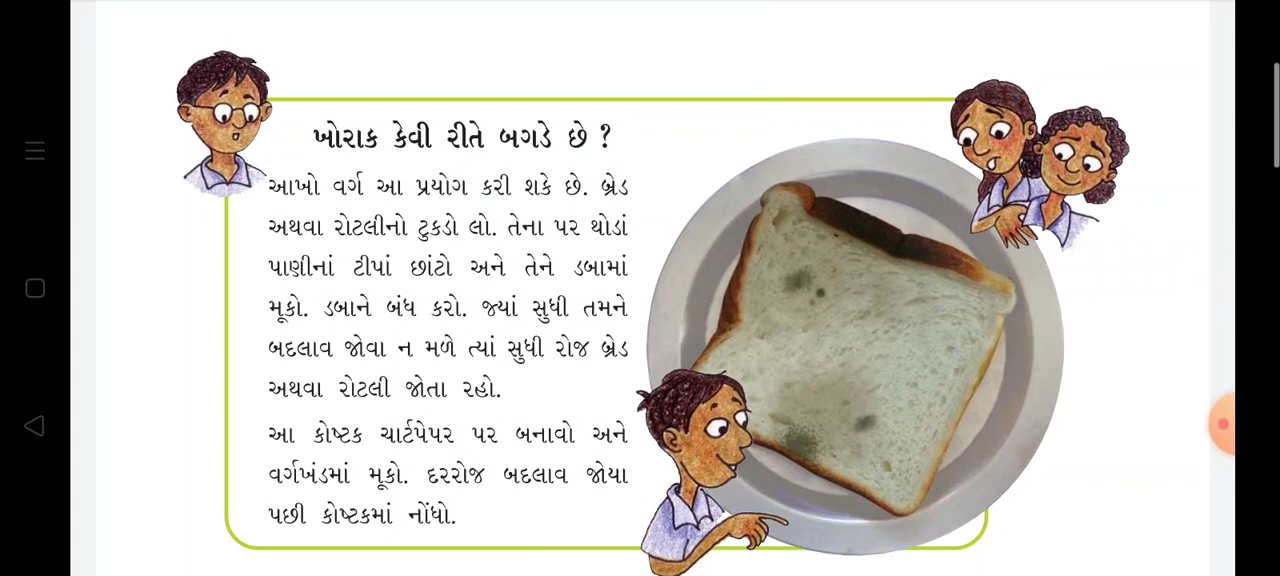 ખોરાક કેવી રીતે બગડે છે ?
આખો વર્ગ આ પ્રયોગ કરી શકે છે. બ્રેડ
અથવા રોટલીનો ટુકડો લો. તેના પર થોડાં
પાણીનાં ટીપાં છાંટો અને તેને ડબામાં
મૂકો. ડબાને બંધ કરો. જ્યાં સુધી તમને
બદલાવ જોવા ન મળે ત્યાં સુધી રોજ બ્રેડ
અથવા રોટલી જોતા રહો.
આ કોષ્ટક ચાર્ટપેપર પર બનાવો અને
વર્ગખંડમાં મૂકો. દરરોજ બદલાવ જોયા
પછી કોષ્ટકમાં નોંધો.